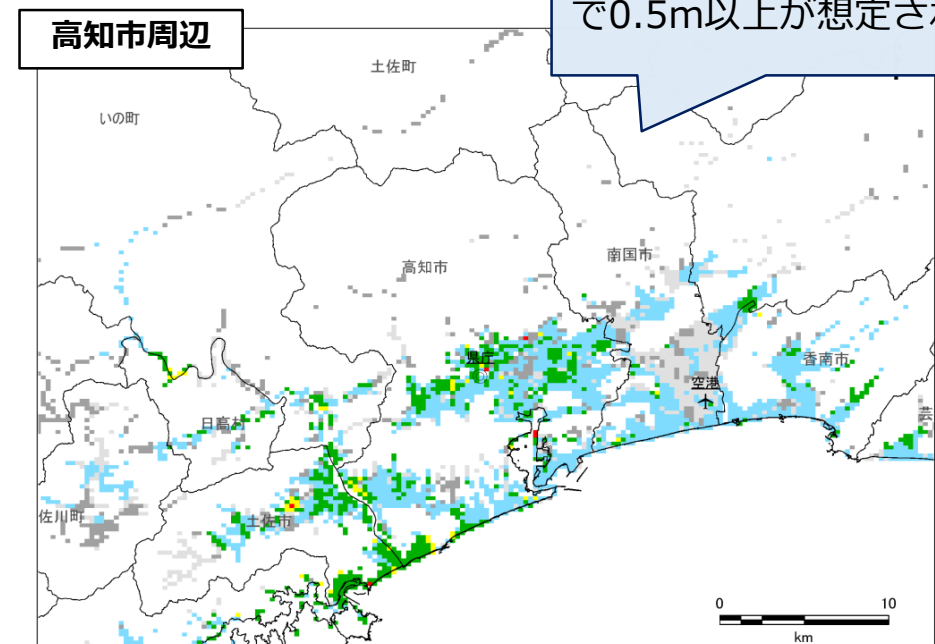 高知市周辺
で0.5m以上が想定され
土佐町
いの町
南国市
高知市
県庁
香南市
空港
日高村
佐川町
土佐市
0 10
km